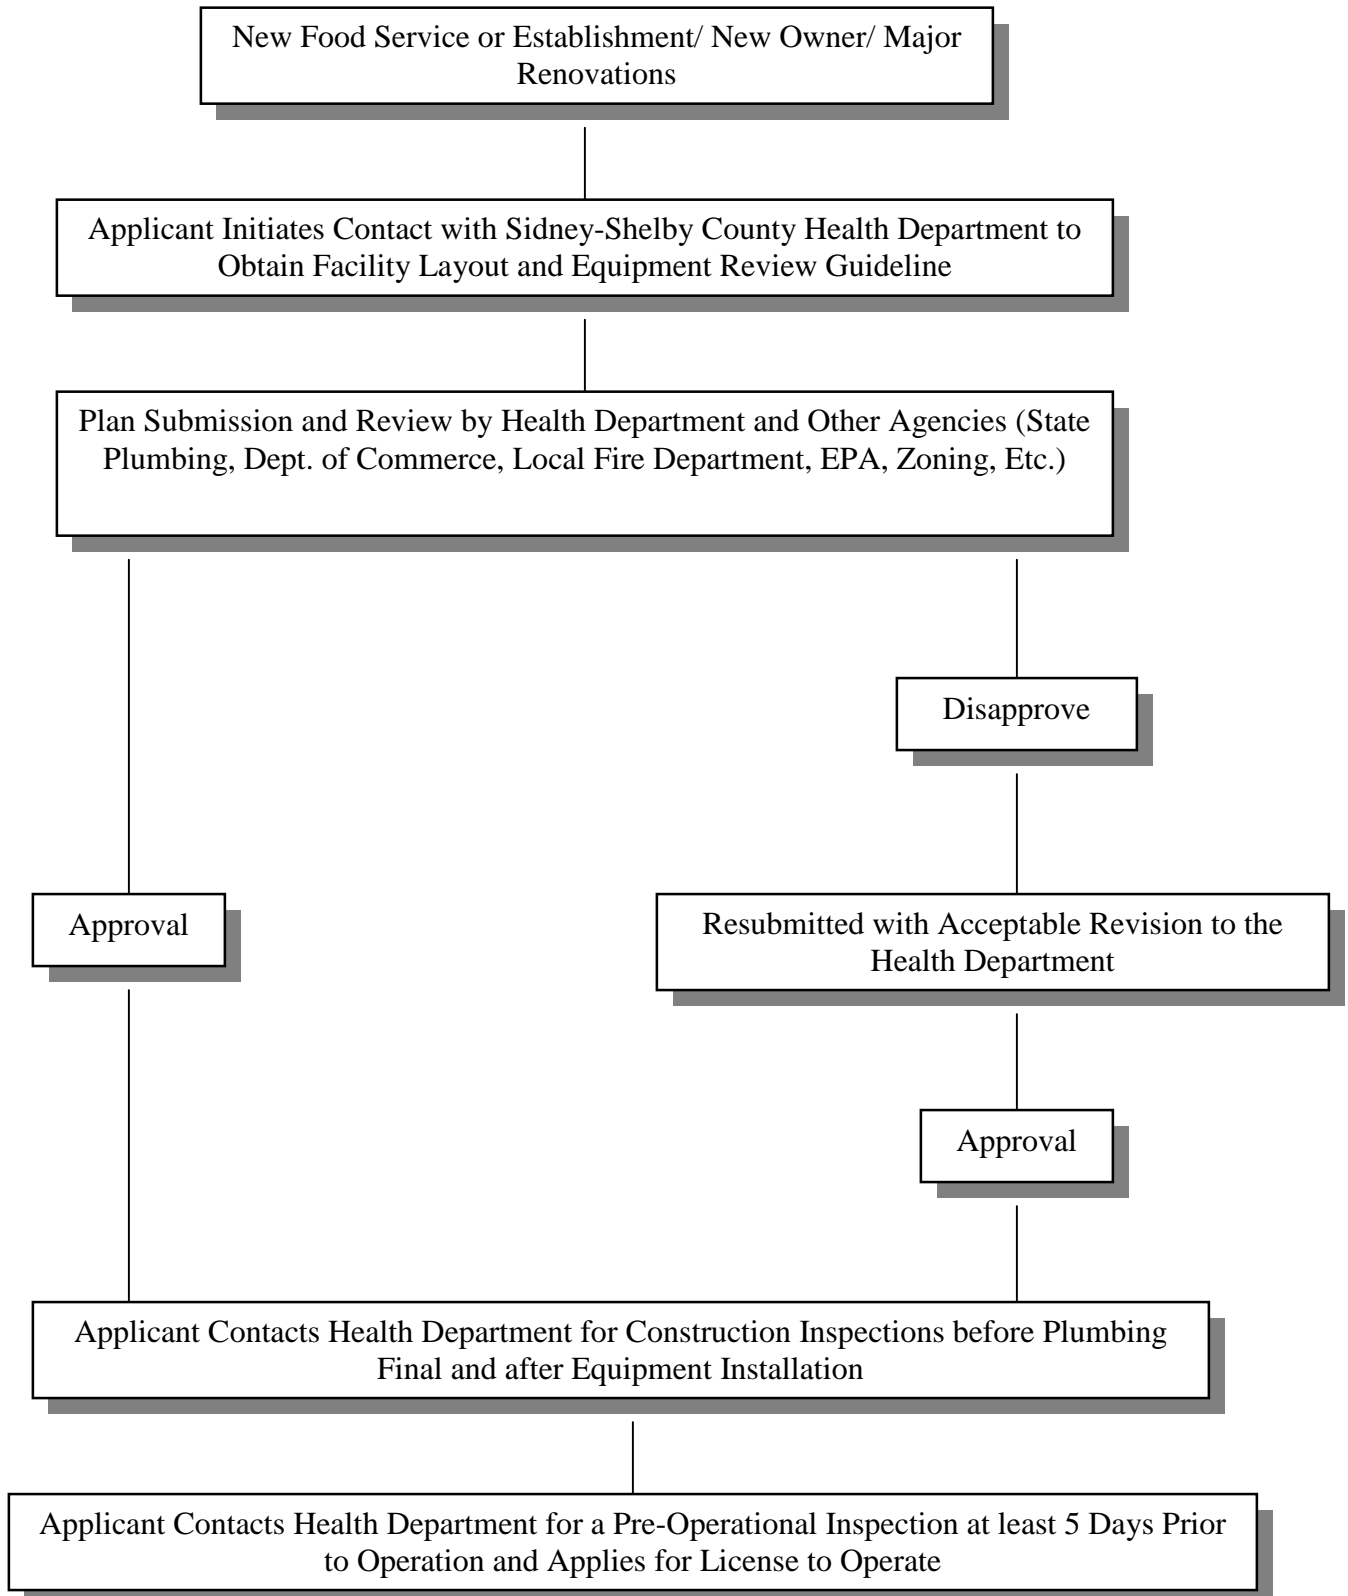 New Food Service or Establishment/ New Owner/ Major
Renovations
Applicant Initiates Contact with Sidney-Shelby County Health Department to
Obtain Facility Layout and Equipment Review Guideline
Plan Submission and Review by Health Department and Other Agencies (State
Plumbing, Dept. of Commerce, Local Fire Department, EPA, Zoning, Etc.)
Disapprove
Approval
Resubmitted with Acceptable Revision to the
Health Department
Approval
Applicant Contacts Health Department for Construction Inspections before Plumbing
Final and after Equipment Installation
Applicant Contacts Health Department for a Pre-Operational Inspection at least 5 Days Prior
to Operation and Applies for License to Operate